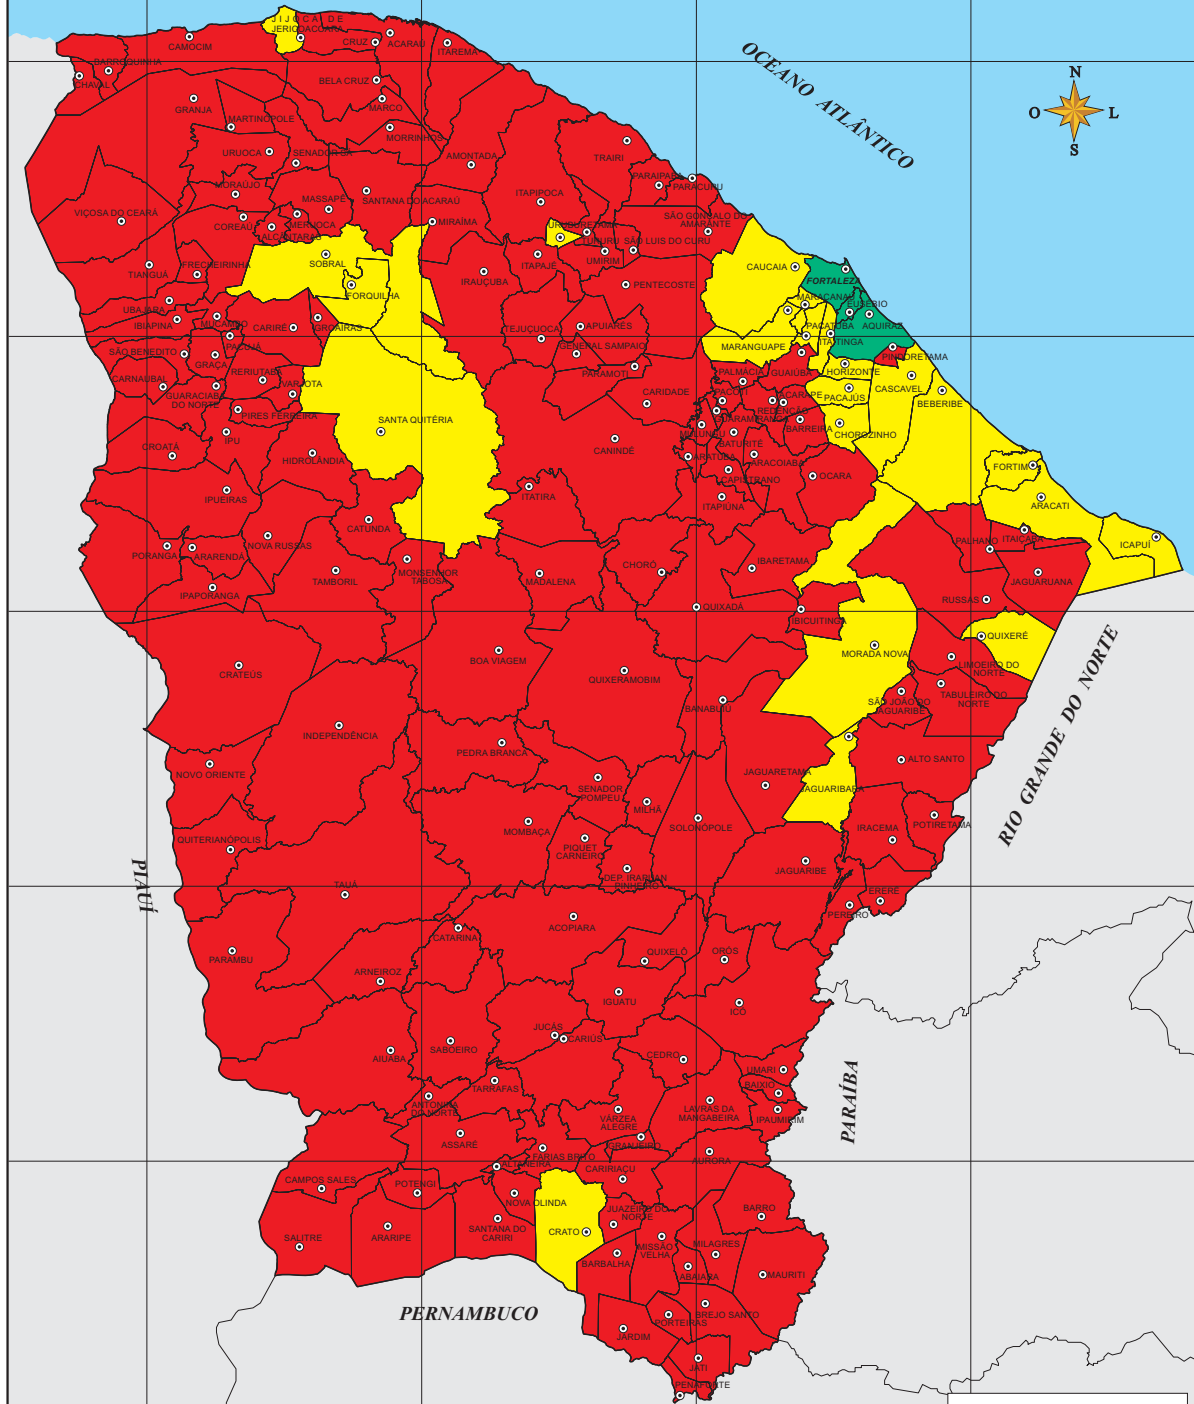 JIJOCA DE
JERICOACOARA
CAMOCIM
CRUZ
ACARAÚ
ITAREMA
BARROQUINHA
CHAVAL
BELA CRUZ
OCEANO ATLÂNTICO
N
O
L
S
GRANJA
MARCO
MARTINÓPOLE
MORRINHOS
URUOCA
SENADOR SÁ
AMONTADA
TRAIRI
PARAIPABA
PARACURU
MORAÚJO
MASSAPÊ
SANTANA DO ACARAÚ
ITAPIPOCA
VIÇOSA DO CEARÁ
COREAÚ
MERUOCA
ALCÂNTARAS
MIRAÍMA
URUBURETAMA
TURURU
SÃO GONÇALO DO
AMARANTE
SÃO LUIS DO CURU
UMIRIM
TIANGUÁ
FRECHEIRINHA
SOBRAL
IRAUÇUBA
ITAPAJÉ
CAUCAIA
FORTALEZA
FORQUILHA
PENTECOSTE
MARACANAÚ
EUSÉBIO
UBAJARA
IBIAPINA
MUCAMBO
CARIRÉ
GROAÍRAS
TEJUÇUOCA
APUIARÉS
PACATUBA
AQUIRAZ
ITAITINGA
PACUJÁ
GENERAL SAMPAIO
MARANGUAPE
SÃO BENEDITO
GRAÇA
PINDORETAMA
CARNAUBAL
RERIUTABA
VARJOTA
PARAMOTI
PALMÁCIA
GUAIÚBA
HORIZONTE
GUARACIABA
DO NORTE
CARIDADE
PACOTI
ACARAPE
PACAJÚS
CASCAVEL
BEBERIBE
PIRES FERREIRA
REDENÇÃO
GUARAMIRANGA
SANTA QUITÉRIA
MULUNGU
BARREIRA
CHOROZINHO
CROATÁ
IPU
CANINDÉ
BATURITÉ
HIDROLÂNDIA
ARATUBA
ARACOIABA
FORTIM
CAPISTRANO
OCARA
IPUEIRAS
ITATIRA
ITAPIÚNA
ARACATI
CATUNDA
ITAIÇABA
ICAPUÍ
PORANGA
ARARENDÁ
NOVA RUSSAS
PALHANO
MONSENHOR
TABOSA
TAMBORIL
MADALENA
CHORÓ
IBARETAMA
JAGUARUANA
IPAPORANGA
QUIXADÁ
RUSSAS
IBICUITINGA
QUIXERÉ
BOA VIAGEM
MORADA NOVA
CRATEÚS
QUIXERAMOBIM
LIMOEIRO DO
NORTE
RIO GRANDE DO NORTE
TABULEIRO DO
NORTE
SÃO JOÃO DO
JAGUARIBE
BANABUIÚ
INDEPENDÊNCIA
PEDRA BRANCA
ALTO SANTO
NOVO ORIENTE
JAGUARETAMA
SENADOR
POMPEU
JAGUARIBARA
MILHÃ
SOLONÓPOLE
IRACEMA
POTIRETAMA
MOMBAÇA
QUITERIANÓPOLIS
PIQUET
CARNEIRO
PIAUÍ
JAGUARIBE
DEP. IRAPUAN
PINHEIRO
TAUÁ
ERERE
PEREIRO
ACOPIARA
CATARINA
PARAMBU
QUIXELÔ
ORÓS
ARNEIROZ
IGUATU
ICÓ
JUCÁS
CARIÚS
SABOEIRO
AIUABA
CEDRO
UMARI
BAIXIO
PARAÍBA
TARRAFAS
ANTONINA
DO NORTE
LAVRAS DA
MANGABEIRA
IPAUMIRIM
VÁRZEA
ALEGRE
ASSARÉ
GRANJEIRO
FARIAS BRITO
AURORA
ALTANEIRA
CARIRIAÇU
CAMPOS SALES
POTENGI
NOVA OLINDA
JUAZEIRO DO
NORTE
BARRO
SALITRE
ARARIPE
SANTANA DO
CARIRI
CRATO
MISSÃO
VELHA
MILAGRES
BARBALHA
ABAIARA
MAURITI
PERNAMBUCO
BREJO SANTO
PORTEIRAS
JARDIM
JATI
PENAFORTE